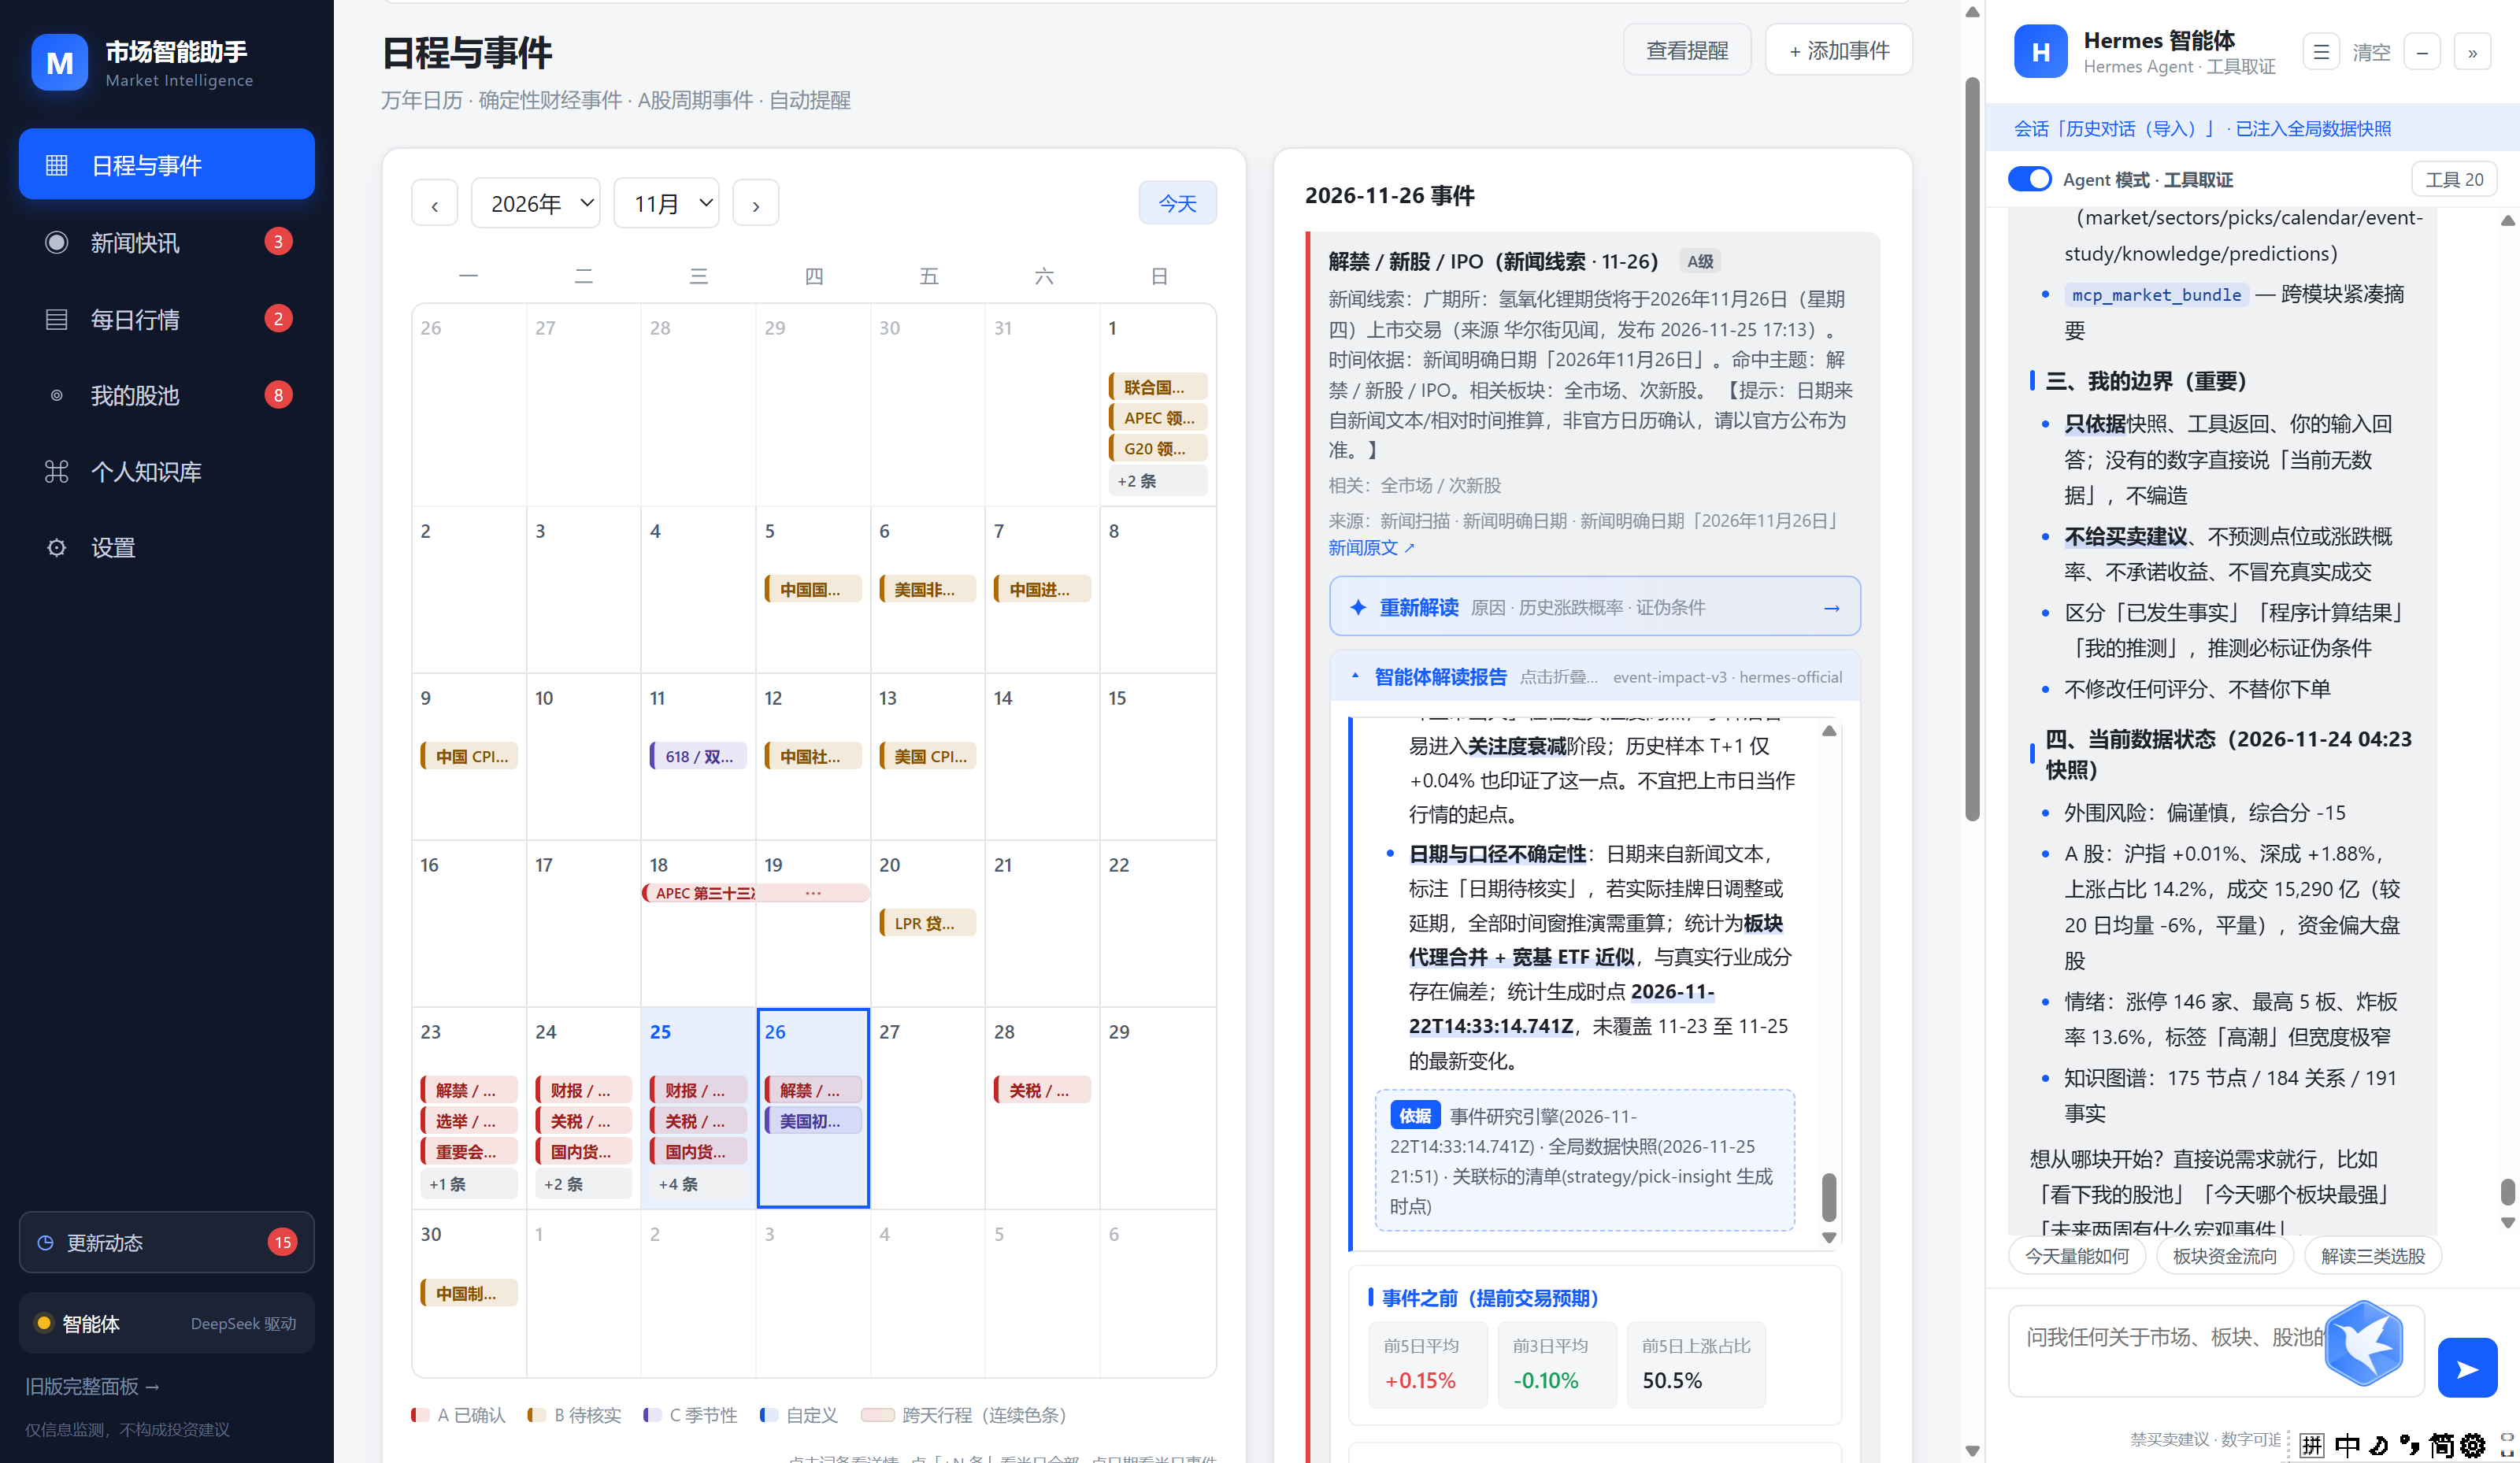 M
市场智能助手
Market Intelligence
日程与事件
新闻快讯
3
每日行情
2
我的股池
8
个人知识库
设置
更新动态
15
智能体
DeepSeek 驱动
旧版完整面板 →
仅信息监测，不构成投资建议
日程与事件
万年日历 · 确定性财经事件 · A股周期事件 · 自动提醒
查看提醒
+ 添加事件
‹
2026年
11月
›
今天
一 二 三 四 五 六 日
26 27 28 29 30 31 1
联合国...
APEC 领...
G20 领...
+2 条
2 3 4 5 6 7 8
中国国... 美国非... 中国进...
9 10 11 12 13 14 15
中国 CPI... 618 / 双... 中国社... 美国 CPI...
16 17 18 19 20 21 22
APEC 第三十三 ...
LPR 贷...
23 24 25 26 27 28 29
解禁 / ... 财报 / ... 财报 / ... 解禁 / ... 关税 / ...
选举 / ... 关税 / ... 关税 / ... 美国初...
重要会... 国内货... 国内货...
+1 条 +2 条 +4 条
30 1 2 3 4 5 6
中国制...
A 已确认 B 待核实 C 季节性 自定义 跨天行程（连续色条）
2026-11-26 事件
解禁 / 新股 / IPO（新闻线索 · 11-26） A级
新闻线索：广期所：氢氧化锂期货将于2026年11月26日（星期
四）上市交易（来源 华尔街见闻，发布 2026-11-25 17:13）。
时间依据：新闻明确日期「2026年11月26日」。命中主题：解
禁 / 新股 / IPO。相关板块：全市场、次新股。 【提示：日期来
自新闻文本/相对时间推算，非官方日历确认，请以官方公布为
准。】
相关：全市场 / 次新股
来源：新闻扫描 · 新闻明确日期 · 新闻明确日期「2026年11月26日」
新闻原文 ↗
✦ 重新解读 原因 · 历史涨跌概率 · 证伪条件 →
智能体解读报告 点击折叠... event-impact-v3 · hermes-official
易进入关注度衰减阶段；历史样本 T+1 仅
+0.04% 也印证了这一点。不宜把上市日当作
行情的起点。
日期与口径不确定性：日期来自新闻文本，
标注「日期待核实」，若实际挂牌日调整或
延期，全部时间窗推演需重算；统计为板块
代理合并 + 宽基 ETF 近似，与真实行业成分
存在偏差；统计生成时点 2026-11-
22T14:33:14.741Z，未覆盖 11-23 至 11-25
的最新变化。
依据 事件研究引擎(2026-11-
22T14:33:14.741Z) · 全局数据快照(2026-11-25
21:51) · 关联标的清单(strategy/pick-insight 生成
时点)
事件之前（提前交易预期）
前5日平均 前3日平均 前5日上涨占比
+0.15% -0.10% 50.5%
H
Hermes 智能体
Hermes Agent · 工具取证
清空
−
»
会话「历史对话（导入）」 · 已注入全局数据快照
Agent 模式 · 工具取证
工具 20
（market/sectors/picks/calendar/event-
study/knowledge/predictions）
mcp_market_bundle — 跨模块紧凑摘
要
三、我的边界（重要）
只依据快照、工具返回、你的输入回
答；没有的数字直接说「当前无数
据」，不编造
不给买卖建议、不预测点位或涨跌概
率、不承诺收益、不冒充真实成交
区分「已发生事实」「程序计算结果」
「我的推测」，推测必标证伪条件
不修改任何评分、不替你下单
四、当前数据状态（2026-11-24 04:23
快照）
外围风险：偏谨慎，综合分 -15
A 股：沪指 +0.01%、深成 +1.88%，
上涨占比 14.2%，成交 15,290 亿（较
20 日均量 -6%，平量），资金偏大盘
股
情绪：涨停 146 家、最高 5 板、炸板
率 13.6%，标签「高潮」但宽度极窄
知识图谱：175 节点 / 184 关系 / 191
事实
想从哪块开始？直接说需求就行，比如
「看下我的股池」「今天哪个板块最强」
「未来两周有什么宏观事件」。
今天量能如何 板块资金流向 解读三类选股
问我任何关于市场、板块、股池的
禁买卖建议 · 数字可追
拼 中 简